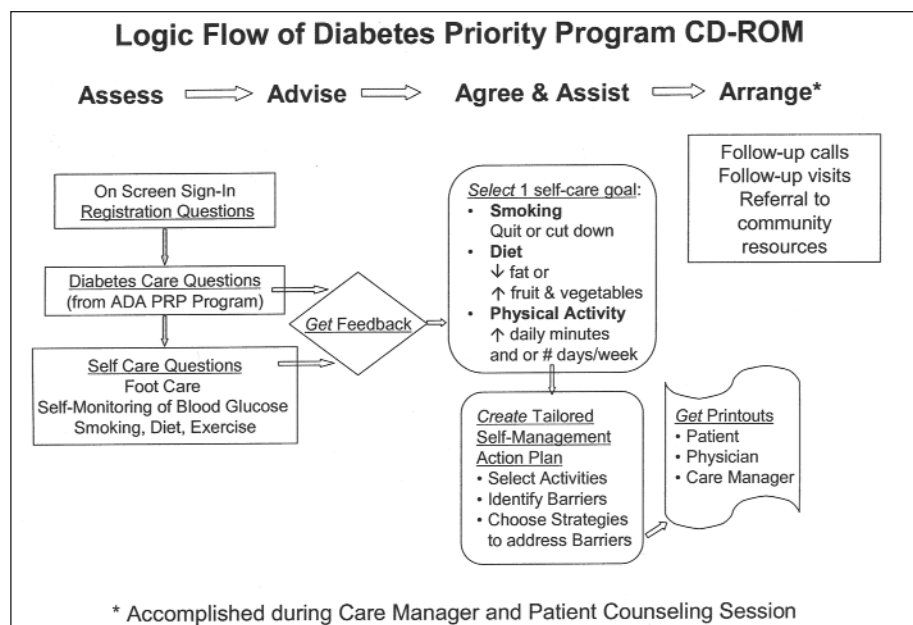 Logic Flow of Diabetes Priority Program CD-ROM
Assess
Advise
Agree & Assist
Arrange*
On Screen Sign-In
Registration Questions
Diabetes Care Questions
(from ADA PRP Program)
Self Care Questions
Foot Care
Self-Monitoring of Blood Glucose
Smoking, Diet, Exercise
Get Feedback
Select 1 self-care goal:
• Smoking
Quit or cut down
• Diet
↓ fat or
↑ fruit & vegetables
• Physical Activity
↑ daily minutes
and or # days/week
Create Tailored
Self-Management
Action Plan
• Select Activities
• Identify Barriers
• Choose Strategies
to address Barriers
Follow-up calls
Follow-up visits
Referral to
community
resources
Get Printouts
• Patient
• Physician
• Care Manager
* Accomplished during Care Manager and Patient Counseling Session